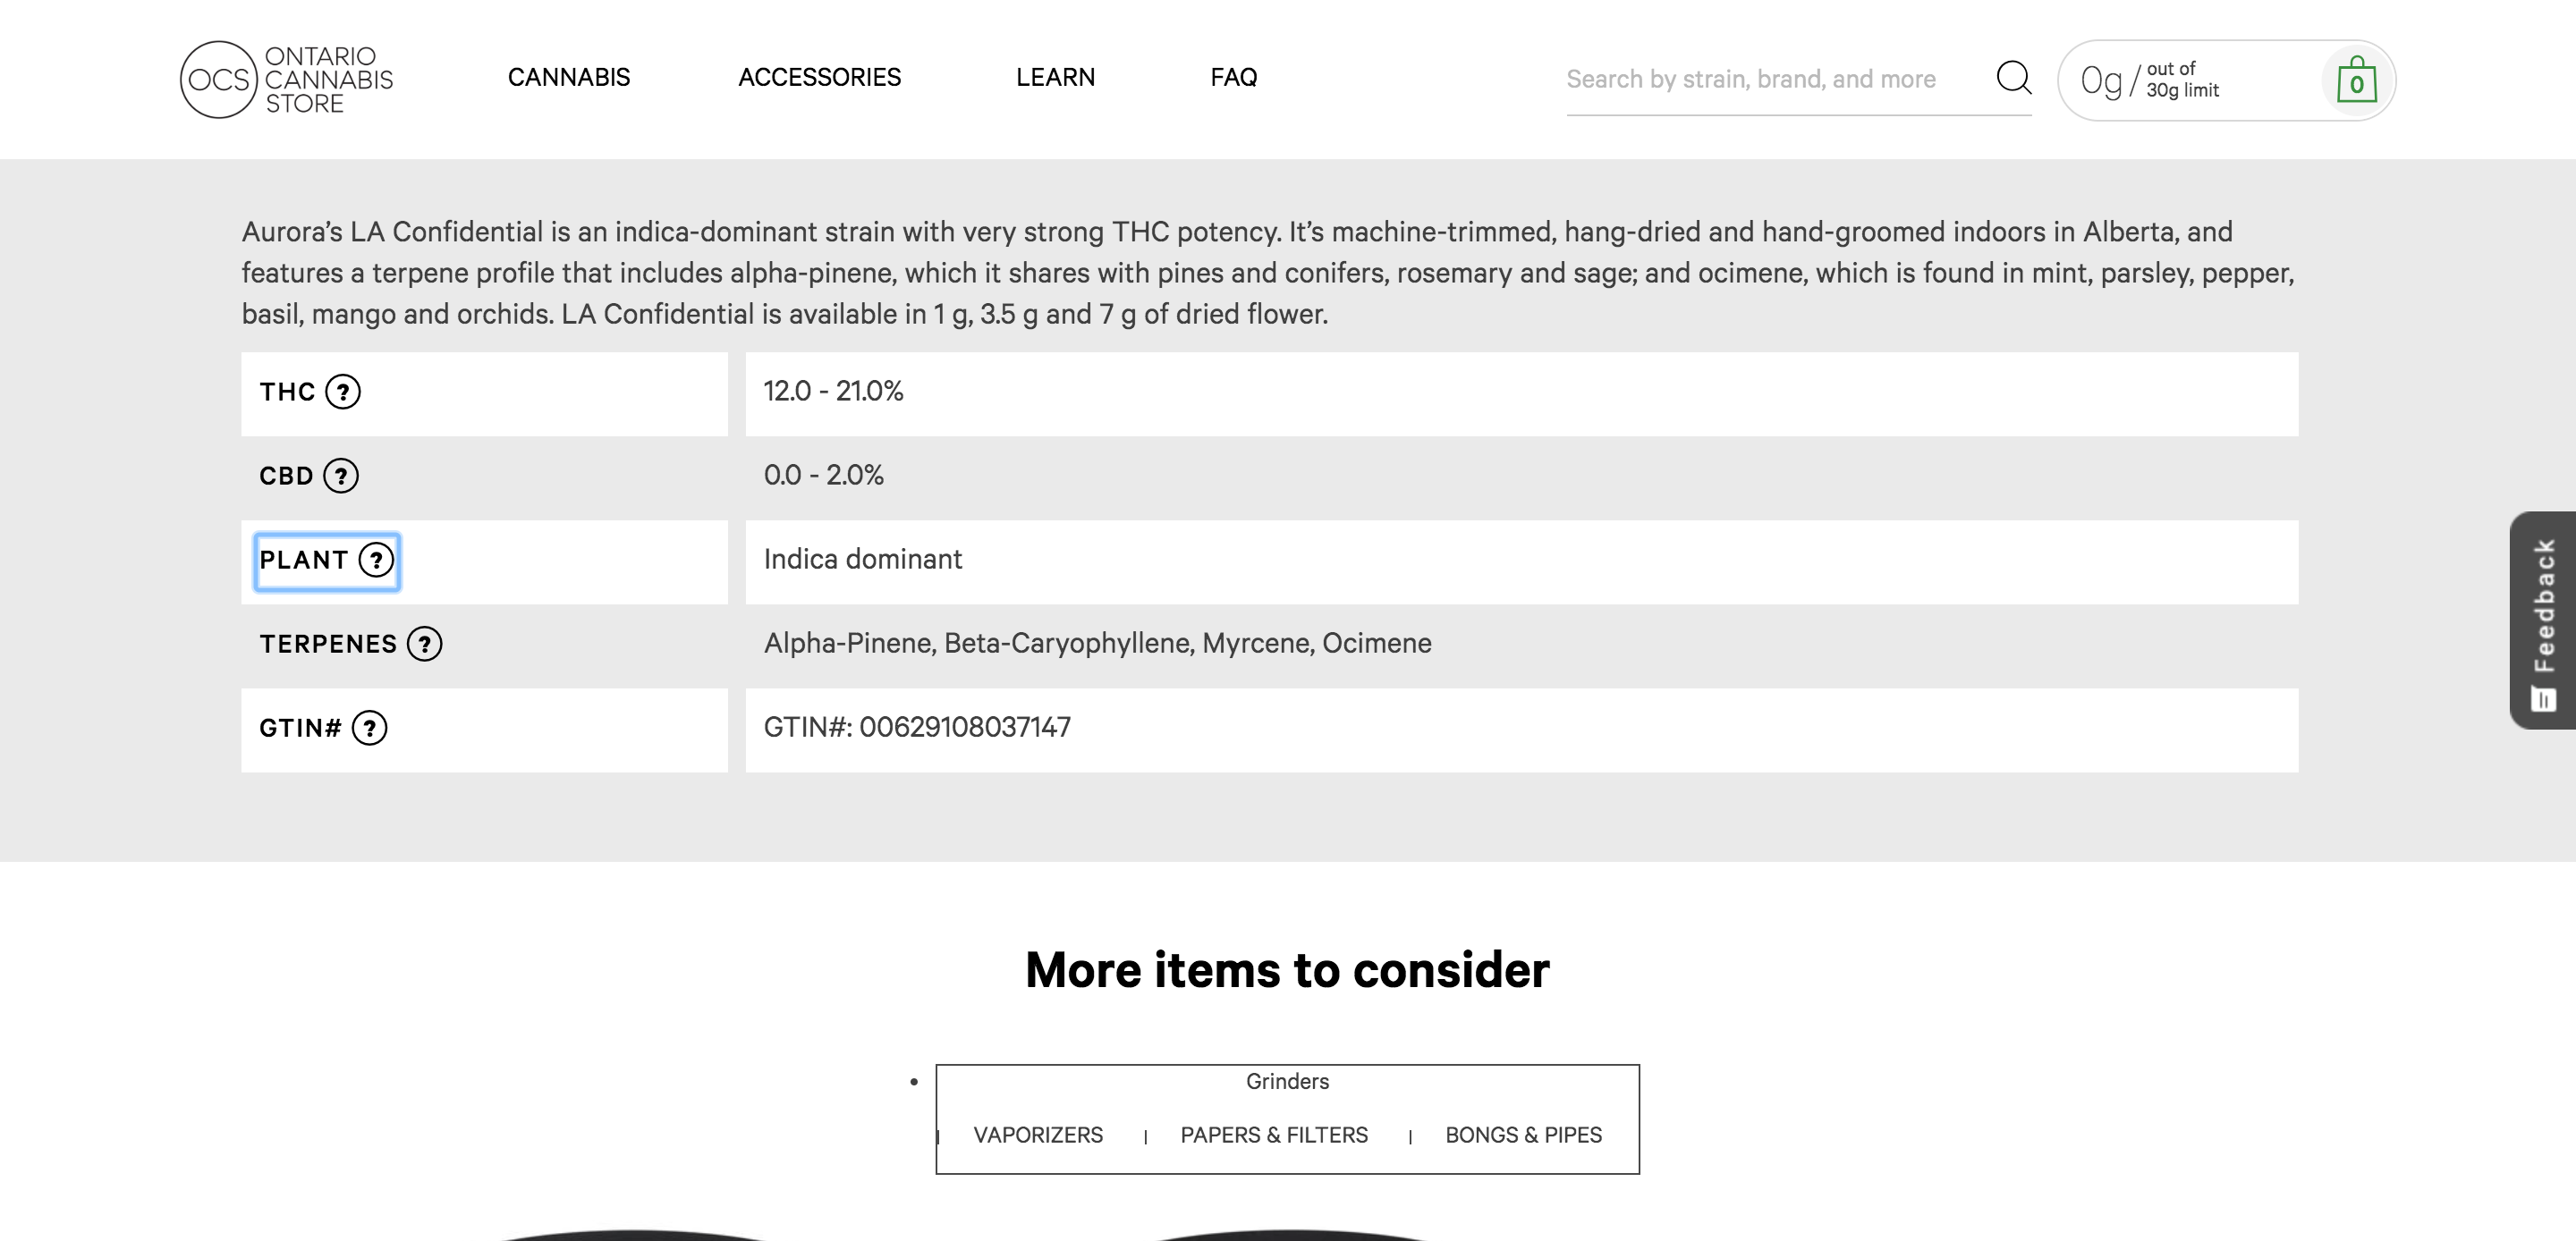 OCS ONTARIO
CANNABIS
STORE
CANNABIS
ACCESSORIES
LEARN
FAQ
Search by strain, brand, and more
0g / out of
30g limit
0
Aurora’s LA Confidential is an indica-dominant strain with very strong THC potency. It’s machine-trimmed, hang-dried and hand-groomed indoors in Alberta, and
features a terpene profile that includes alpha-pinene, which it shares with pines and conifers, rosemary and sage; and ocimene, which is found in mint, parsley, pepper,
basil, mango and orchids. LA Confidential is available in 1 g, 3.5 g and 7 g of dried flower.
THC ? 12.0 - 21.0%
CBD ? 0.0 - 2.0%
PLANT ? Indica dominant
TERPENES ? Alpha-Pinene, Beta-Caryophyllene, Myrcene, Ocimene
GTIN# ? GTIN#: 00629108037147
Feedback
More items to consider
• Grinders
| VAPORIZERS | PAPERS & FILTERS | BONGS & PIPES